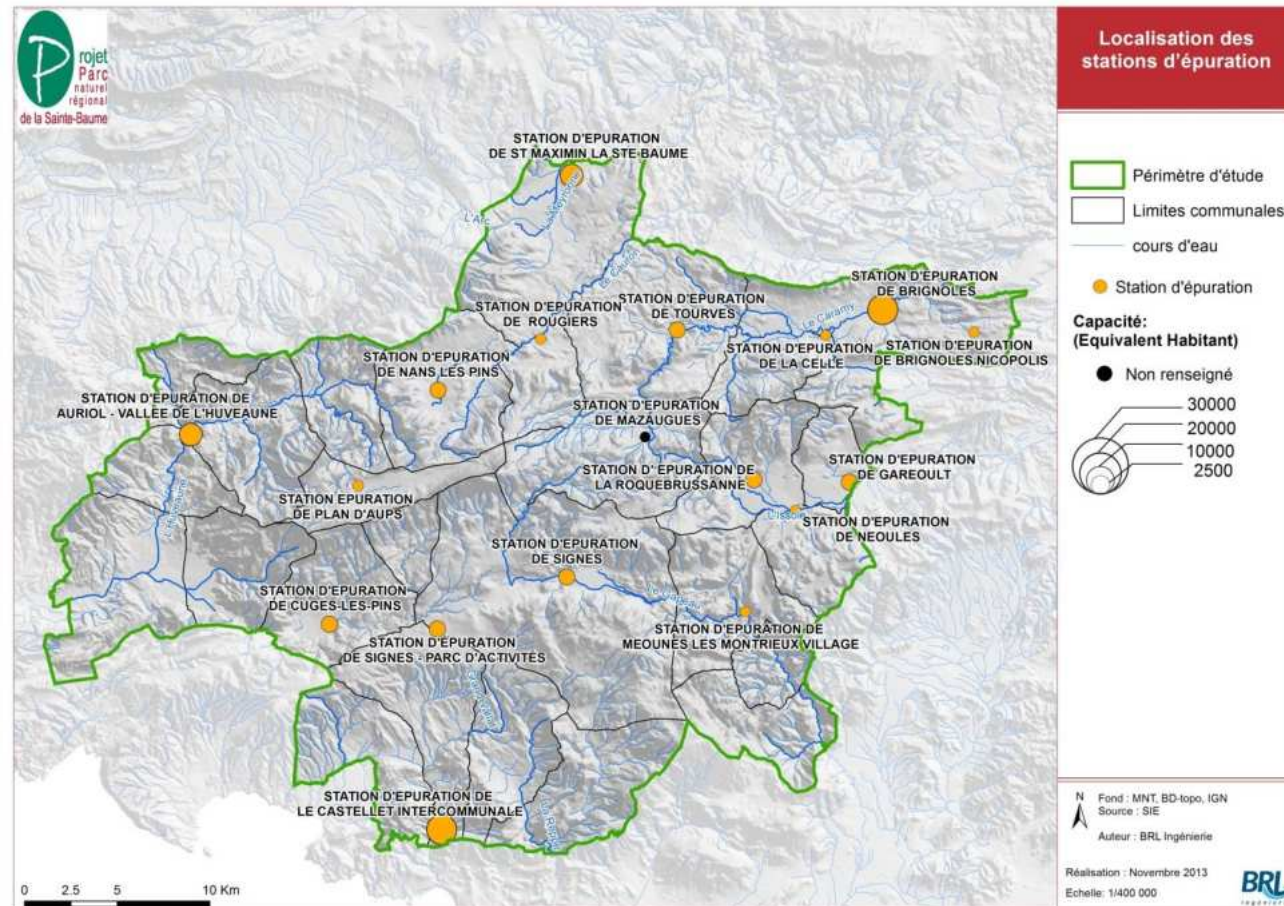 Projet
Parc
naturel
régional
de la Sainte-Baume
Localisation des
stations d'épuration
Périmètre d'étude
Limites communales
cours d'eau
Station d'épuration
Capacité:
(Equivalent Habitant)
Non renseigné
30000
20000
10000
2500
STATION D'EPURATION
DE ST MAXIMIN LA STE BAUME
L'Arc
STATION D'EPURATION
DE BRIGNOLES
Le Cauron
STATION D'EPURATION
DE TOURVES
STATION D'EPURATION
DE ROUGIERS
Le Caramy
STATION D'EPURATION
DE LA CELLE
STATION D'EPURATION
DE BRIGNOLES NICOPOLIS
STATION D'EPURATION
DE NANS LES PINS
STATION D'EPURATION DE
AURIOL - VALLÉE DE L'HUVEAUNE
STATION D'EPURATION
DE MAZAUGUES
STATION D' EPURATION DE
LA ROQUEBRUSSANNE
STATION D'EPURATION
DE GAREOULT
STATION EPURATION
DE PLAN D'AUPS
L'Huveaune
L'Issole
STATION D'EPURATION
DE NEOULES
STATION D'EPURATION
DE SIGNES
STATION D'EPURATION
DE CUGES-LES-PINS
STATION D'EPURATION
DE SIGNES - PARC D'ACTIVITÉS
STATION D'EPURATION DE
MEOUNES LES MONTRIEUX VILLAGE
STATION D'EPURATION DE
LE CASTELLET INTERCOMMUNALE
0 2.5 5 10 Km
N
Fond : MNT, BD-topo, IGN
Source : SIE
Auteur : BRL Ingénierie
Réalisation : Novembre 2013
Echelle: 1/400 000
BRL
Ingénierie